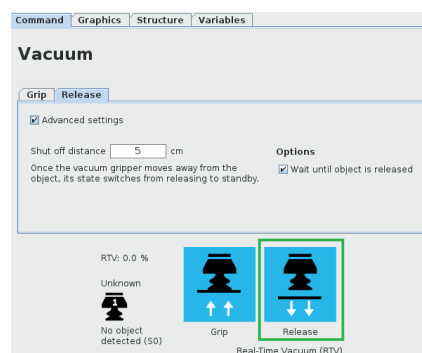 Command Graphics Structure Variables
Vacuum
Grip Release
Advanced settings
Shut off distance 5 cm
Once the vacuum gripper moves away from the
object, its state switches from releasing to standby.
Options
Wait until object is released
RTV: 0.0 %
Unknown
1
No object
detected (S0)
Grip
Release
Real-Time Vacuum (RTV)